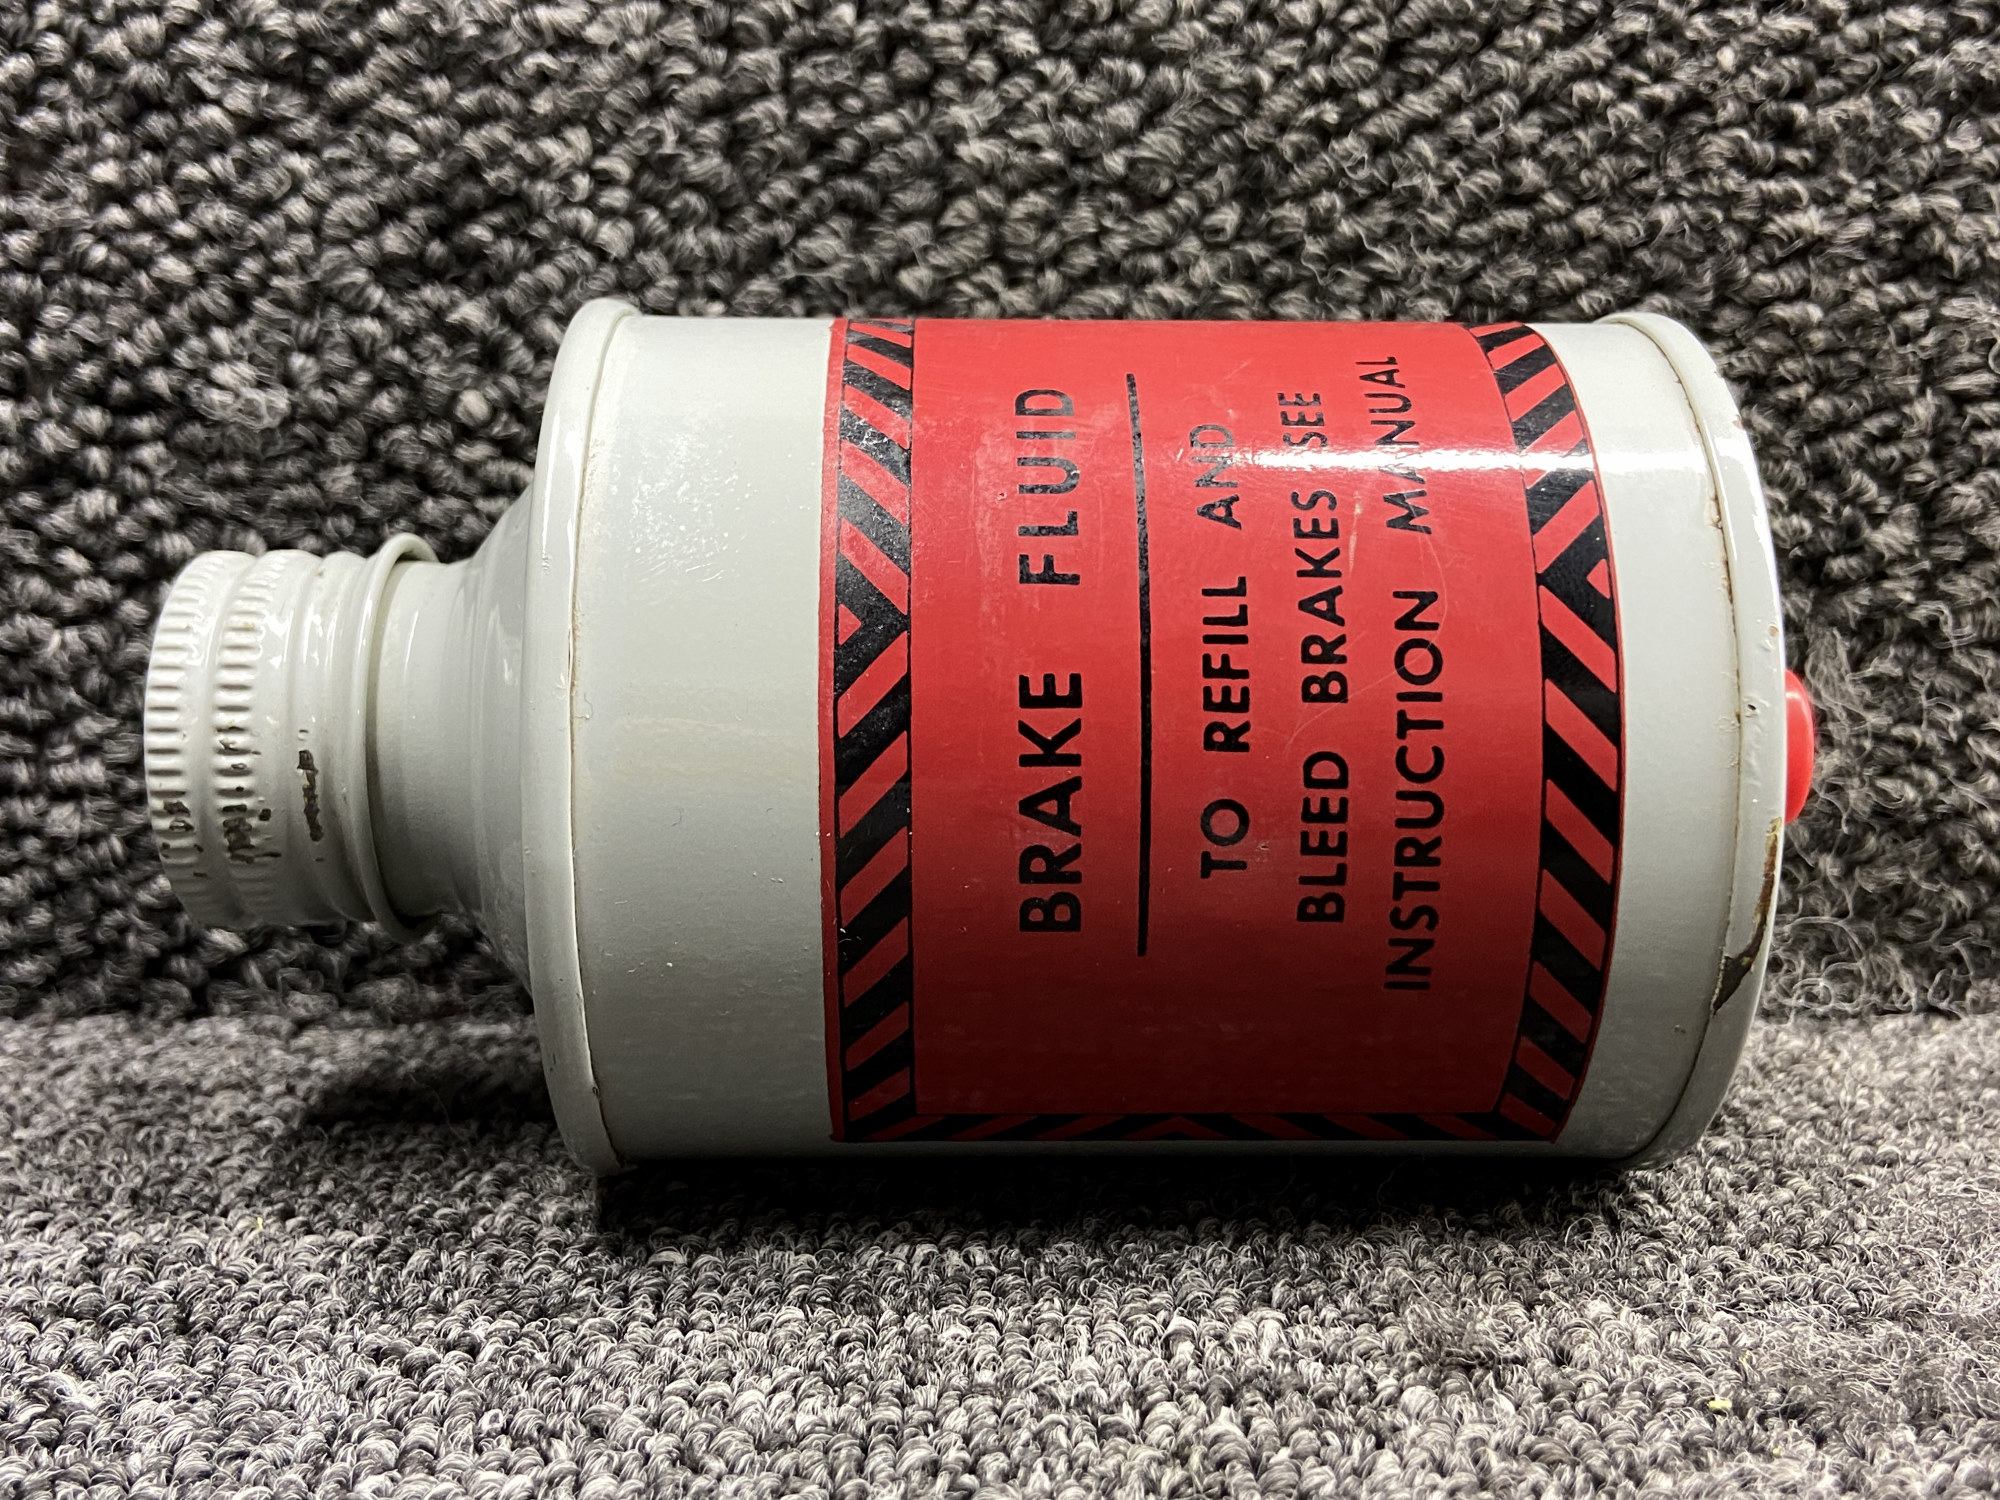 BRAKE FLUID
TO REFILL AND
BLEED BRAKES SEE
INSTRUCTION MANUAL